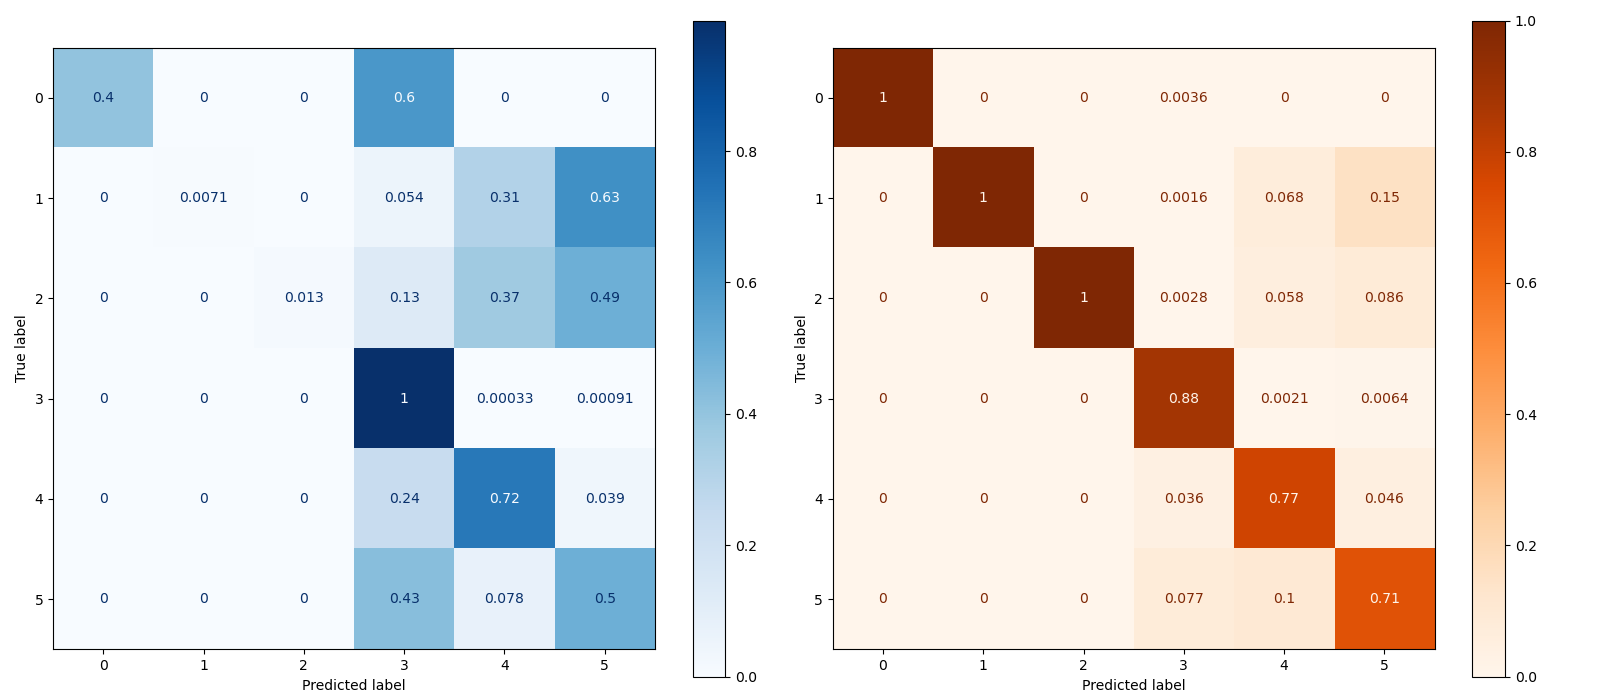 1.0
0 0.4 0 0 0.6 0 0
0 1 0 0 0.0036 0 0
0.8
0.8
1 0 0.0071 0 0.054 0.31 0.63
0 1 0 1 0 0.0016 0.068 0.15
2 0 0 0.013 0.13 0.37 0.49
0.6
2 0 0 1 0.0028 0.058 0.086
0.6
True label
True label
3 0 0 0 1 0.00033 0.00091
0.4
3 0 0 0 0.88 0.0021 0.0064
0.4
4 0 0 0 0.24 0.72 0.039
4 0 0 0 0.036 0.77 0.046
0.2
0.2
5 0 0 0 0.43 0.078 0.5
5 0 0 0 0.077 0.1 0.71
0.0
0.0
0 1 2 3 4 5
0 1 2 3 4 5
Predicted label
Predicted label